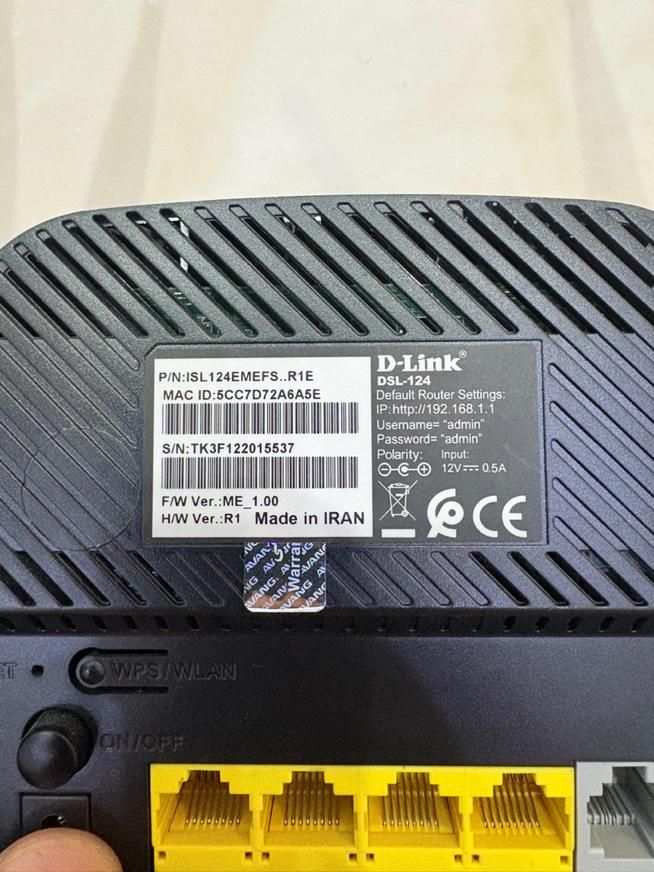 P/N:ISL124EMEFS..R1E
MAC ID:5CC7D72A6A5E
S/N:TK3F122015537
F/W Ver.:ME_1.00
H/W Ver.:R1 Made in IRAN
D-Link®
DSL-124
Default Router Settings:
IP: http://192.168.1.1
Username= "admin"
Password= "admin"
Polarity: Input:
12V 0.5A
CE
AVANG
Warran
WPS/WLAN
ON/OFF